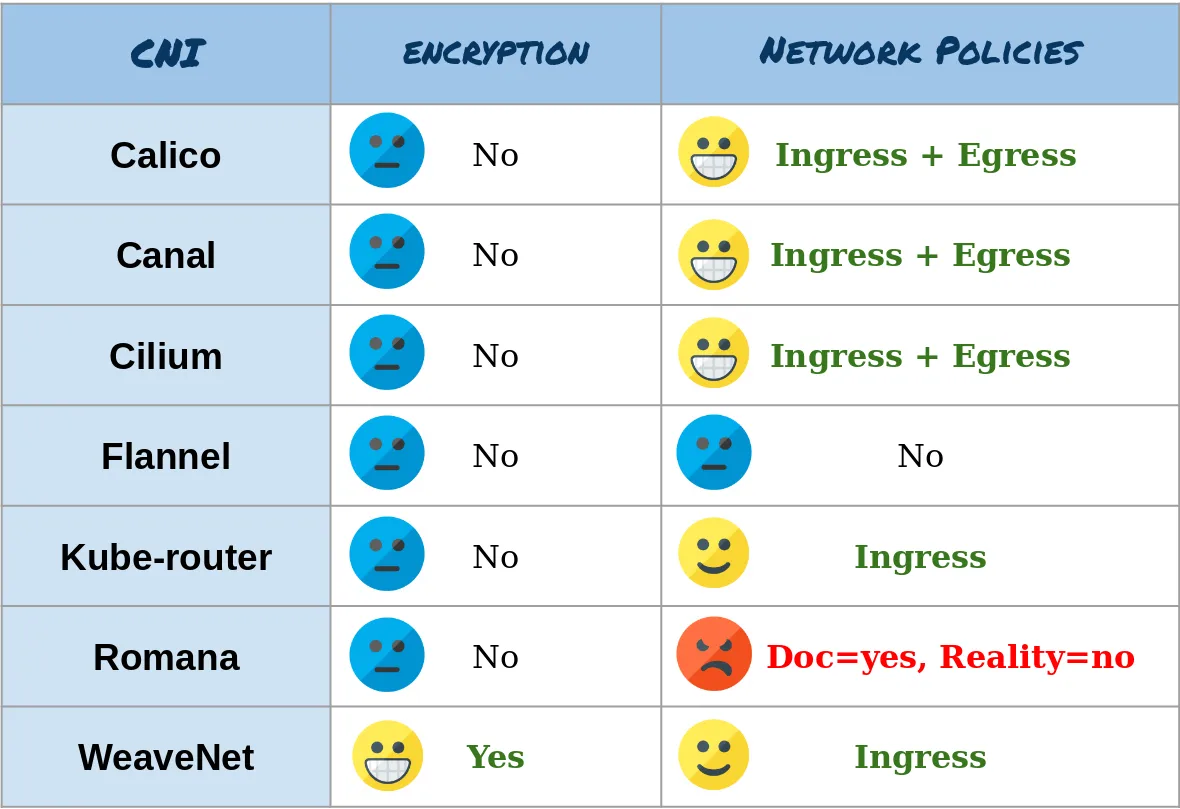 CNI ENCRYPTION NETWORK POLICIES
Calico No Ingress + Egress
Canal No Ingress + Egress
Cilium No Ingress + Egress
Flannel No No
Kube-router No Ingress
Romana No Doc=yes, Reality=no
WeaveNet Yes Ingress